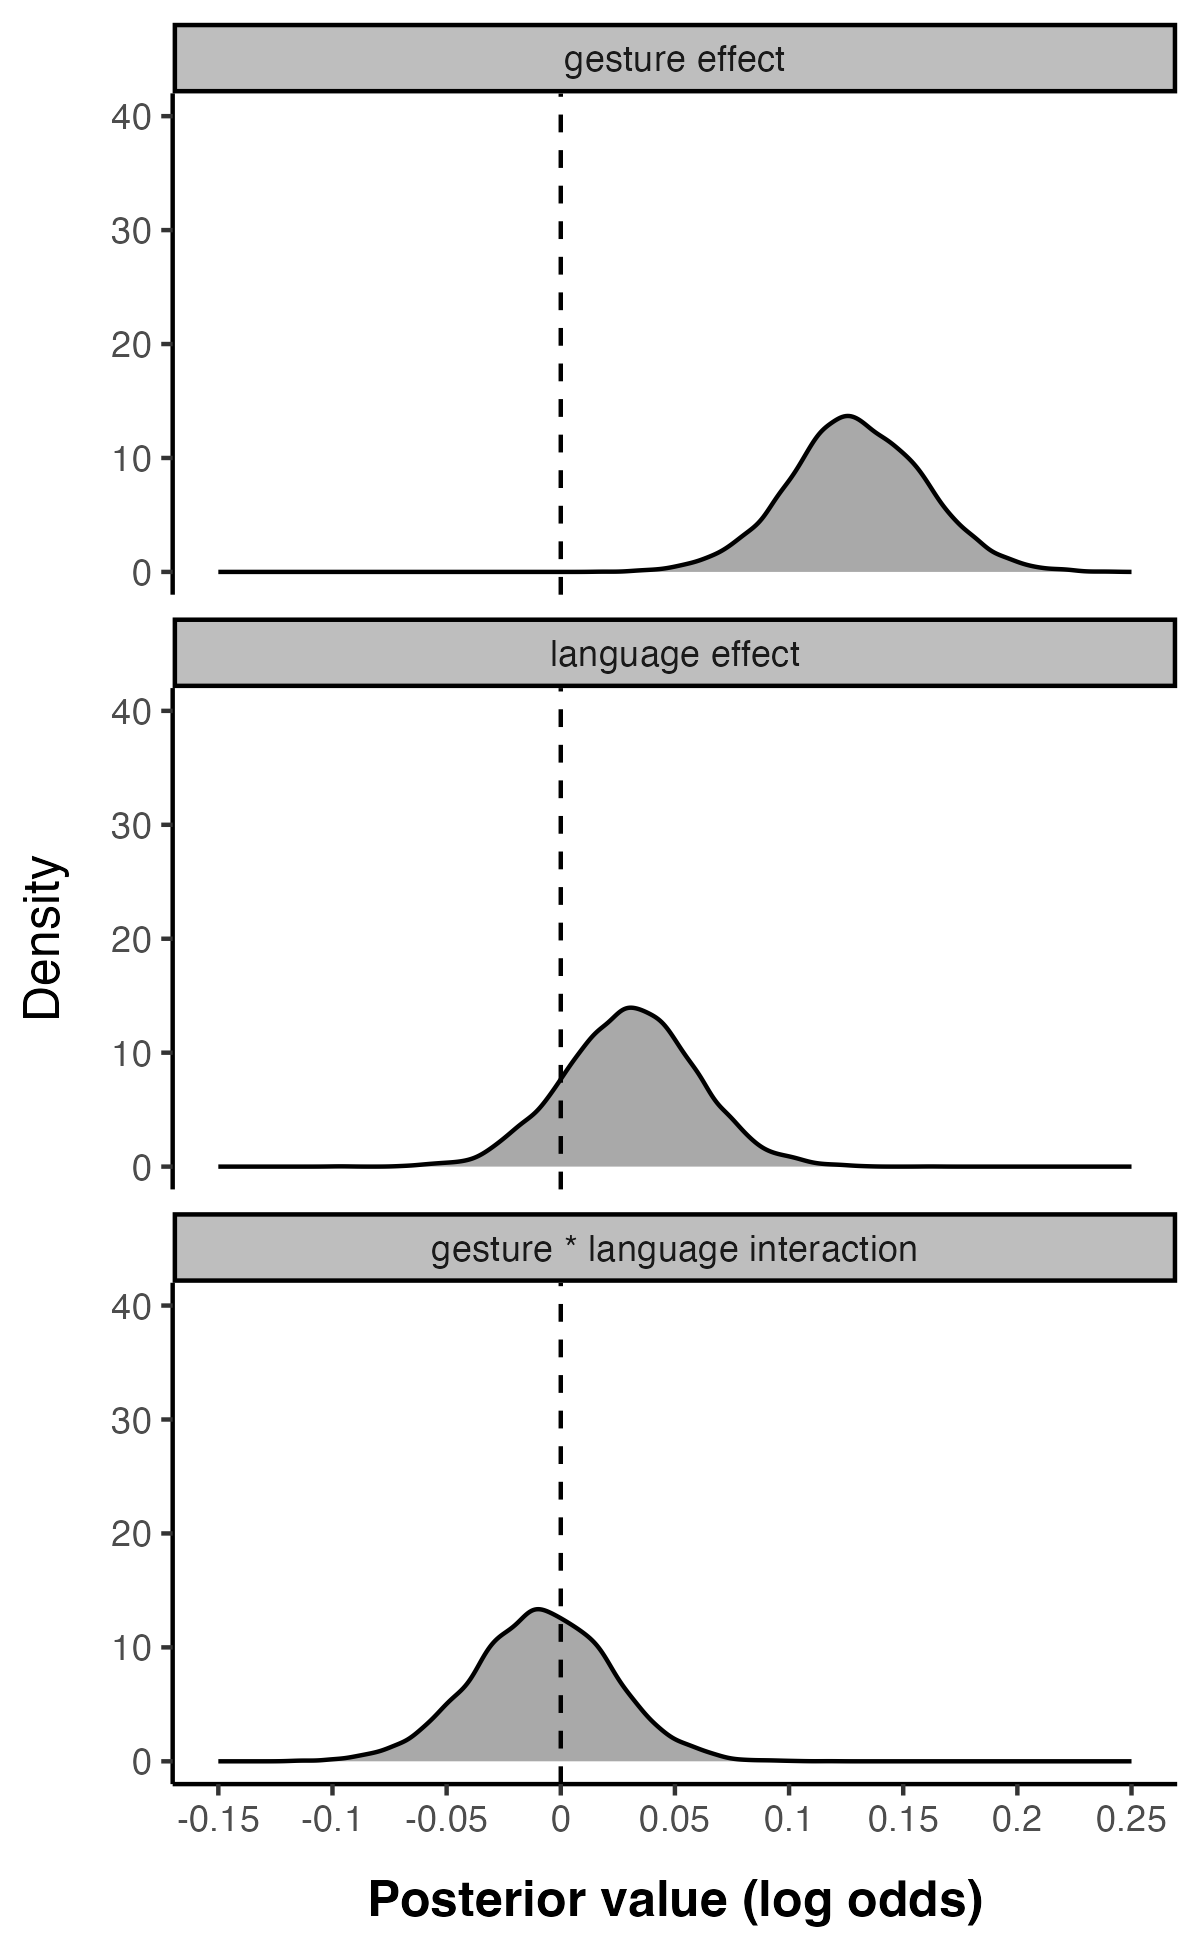 gesture effect
40
30
20
10
0
language effect
40
30
20
10
0
Density
gesture * language interaction
40
30
20
10
0
-0.15 -0.1 -0.05 0 0.05 0.1 0.15 0.2 0.25
Posterior value (log odds)